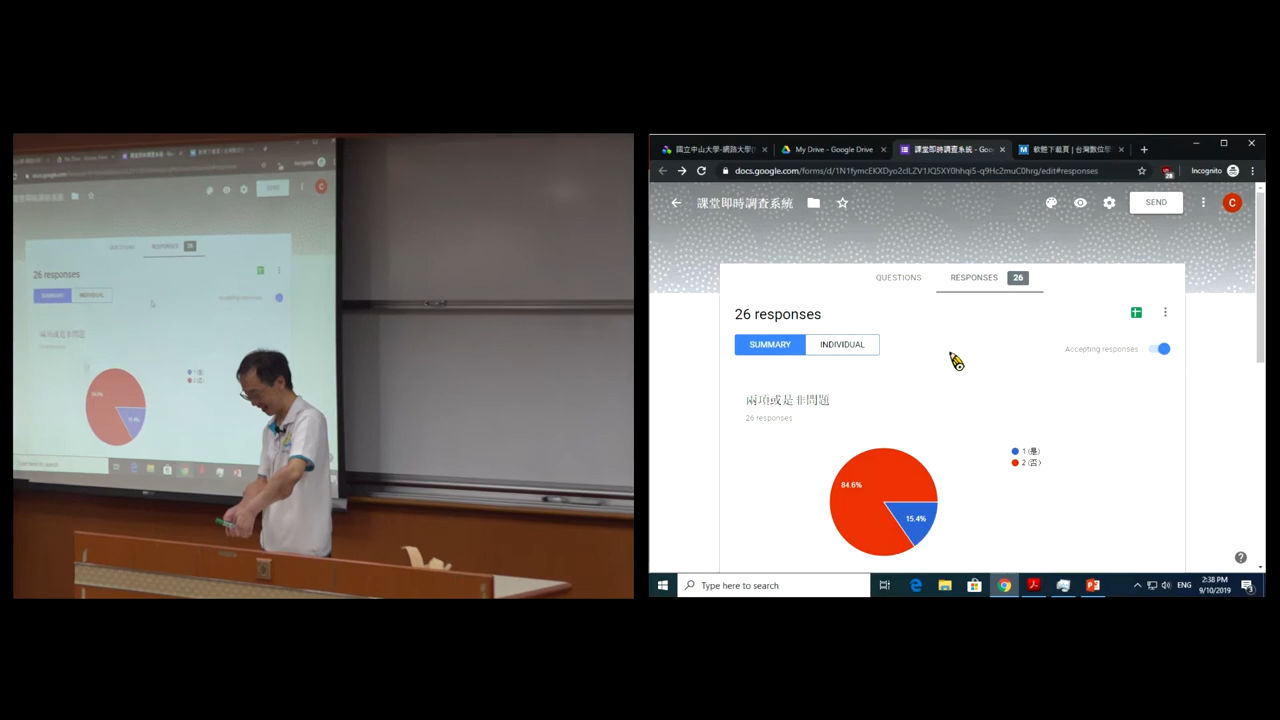 26 responses
SUMMARY
INDIVIDUAL
國立中山大學-網路大學(
My Drive - Google Drive
課堂即時調查系統 - Goo
軟體下載頁 | 台灣數位學
docs.google.com/forms/d/1N1fymcEKXDyo2clLZV1JQ5XY0hhqiS-q9Hc2muC0hrg/edit#responses
28
Incognito
課堂即時調查系統
SEND
C
QUESTIONS
RESPONSES 26
26 responses
SUMMARY
INDIVIDUAL
Accepting responses
兩項或是非問題
26 responses
1 (是)
2 (否)
84.6%
15.4%
Type here to search
ENG
2:38 PM
9/10/2019